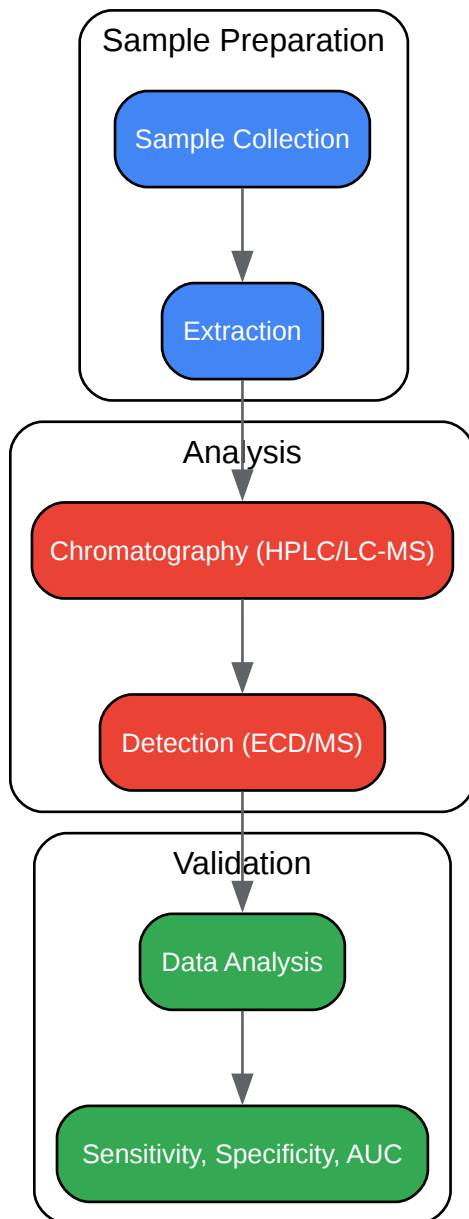 Sample Preparation
Sample Collection
Extraction
Analysis
Chromatography (HPLC/LC-MS)
Detection (ECD/MS)
Validation
Data Analysis
Sensitivity, Specificity, AUC